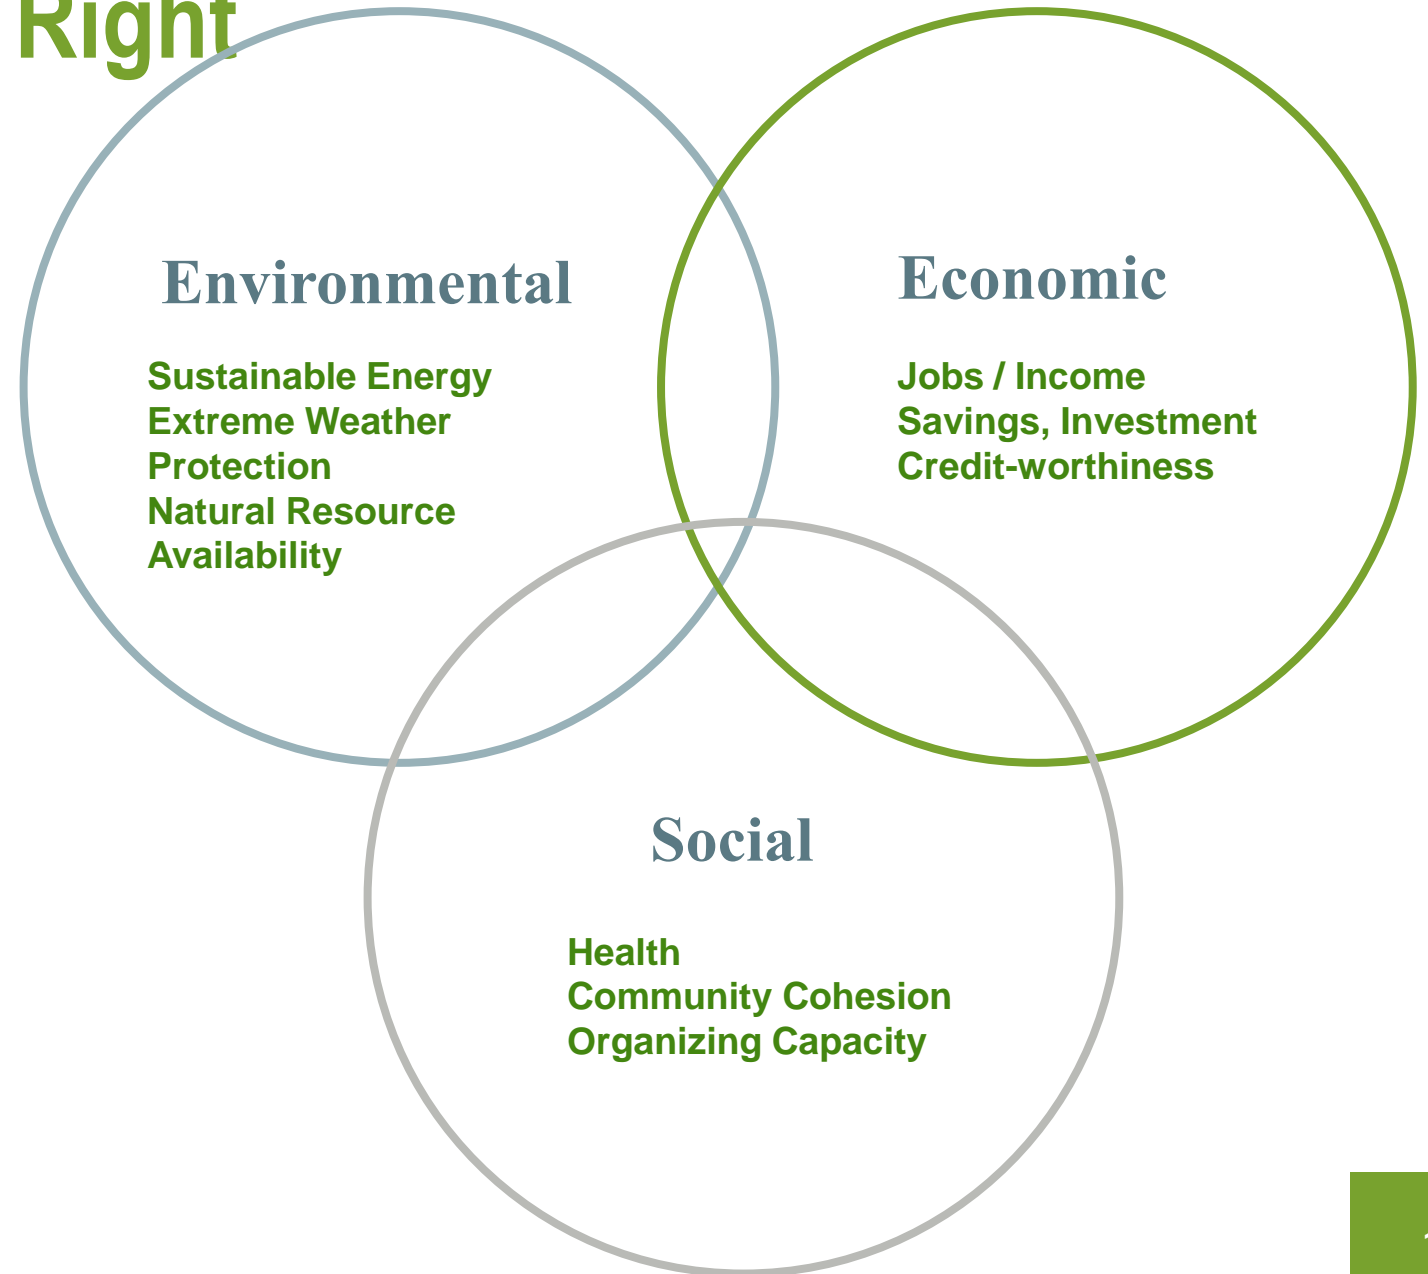 Right
Environmental
Sustainable Energy
Extreme Weather
Protection
Natural Resource
Availability
Economic
Jobs / Income
Savings, Investment
Credit-worthiness
Social
Health
Community Cohesion
Organizing Capacity